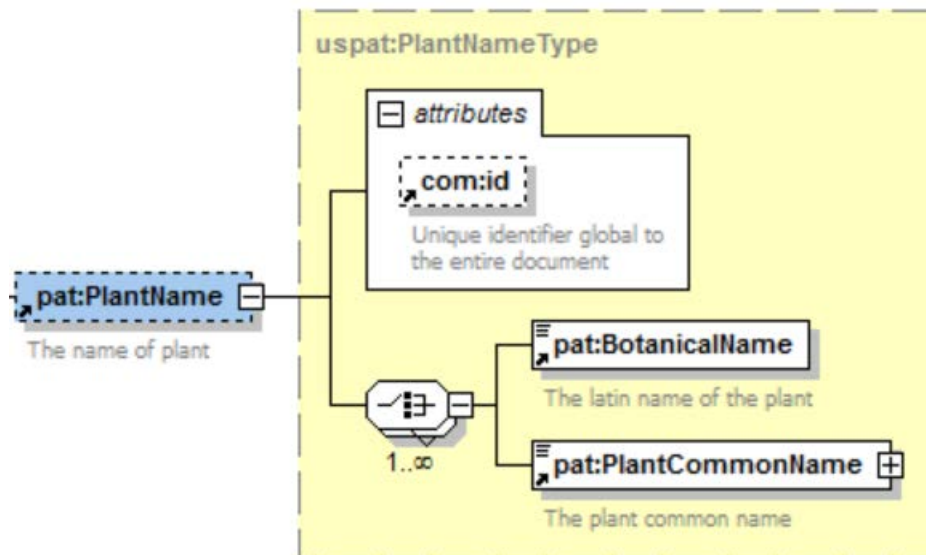 uspat:PlantNameType
attributes
com:id
Unique identifier global to
the entire document
pat:PlantName
The name of plant
pat:BotanicalName
The latin name of the plant
1..∞
pat:PlantCommonName
The plant common name